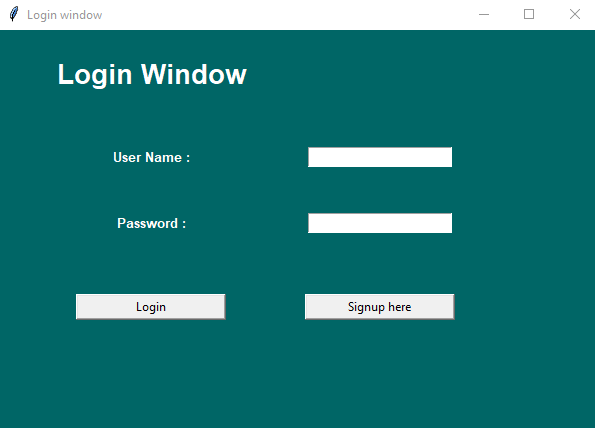 Login window
Login Window
User Name :
Password :
Login
Signup here